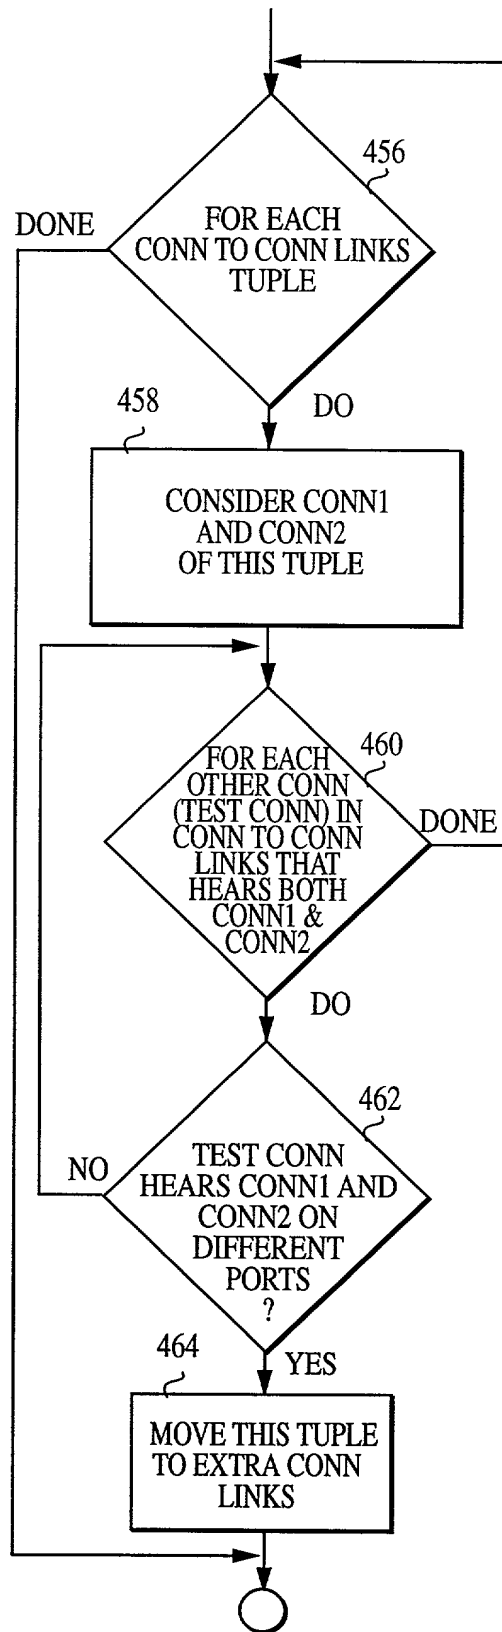 456
DONE
FOR EACH
CONN TO CONN LINKS
TUPLE
DO
458
CONSIDER CONN1
AND CONN2
OF THIS TUPLE
460
FOR EACH
OTHER CONN
(TEST CONN) IN
CONN TO CONN
LINKS THAT
HEARS BOTH
CONN1 &
CONN2
DONE
DO
462
NO
TEST CONN
HEARS CONN1 AND
CONN2 ON
DIFFERENT
PORTS
?
YES
464
MOVE THIS TUPLE
TO EXTRA CONN
LINKS